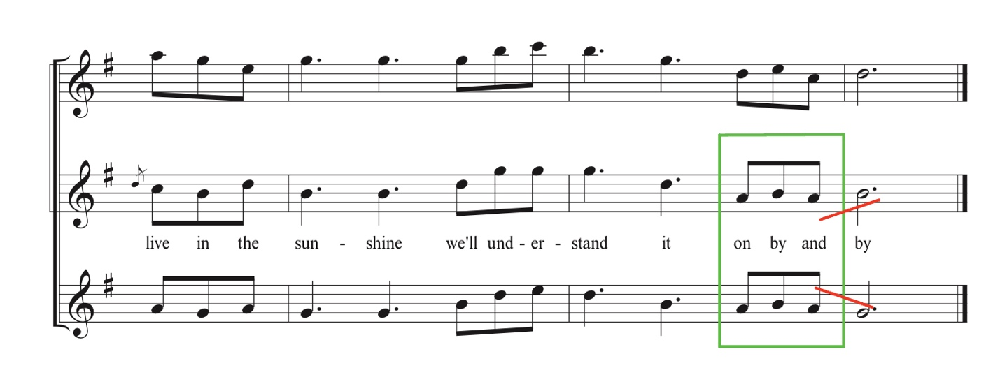 live in the sun - shine we'll und - er - stand it on by and by